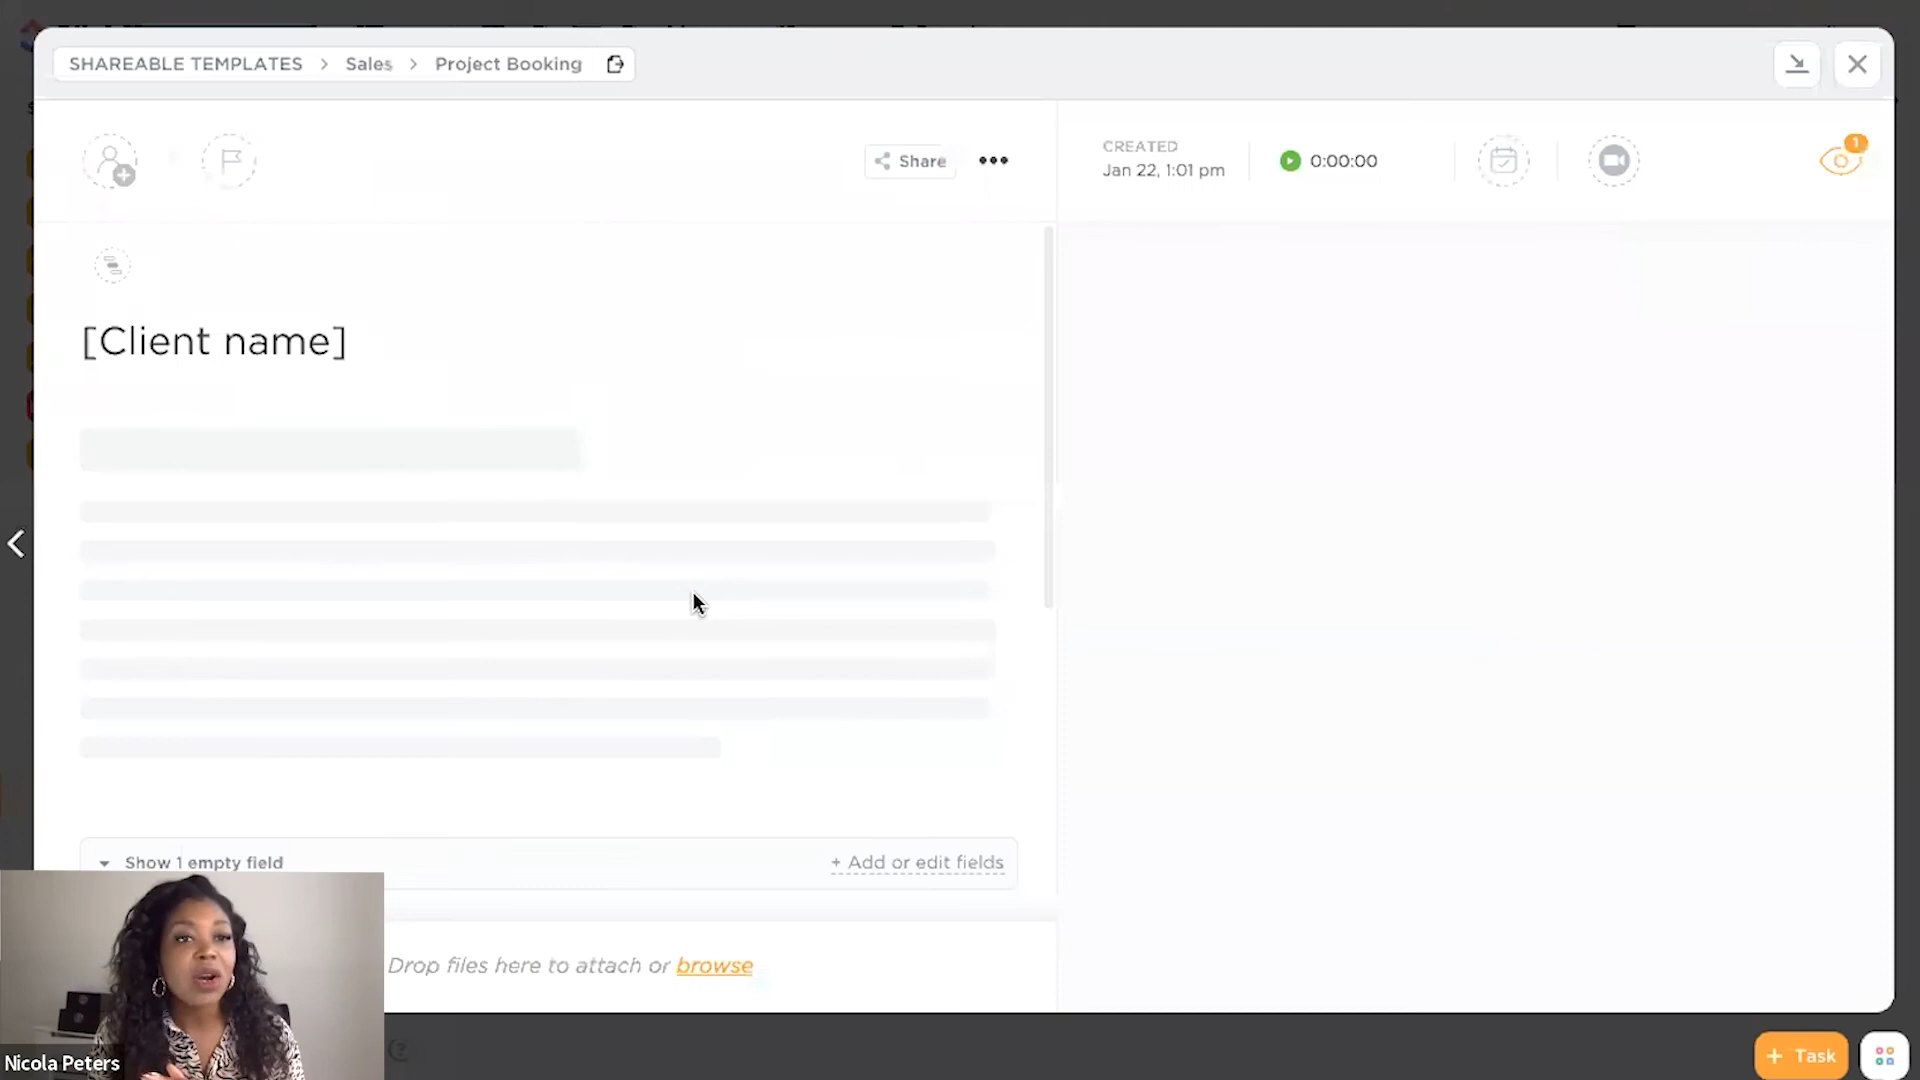 SHAREABLE TEMPLATES > Sales > Project Booking
Share
CREATED
Jan 22, 1:01 pm
0:00:00
1
[Client name]
Show 1 empty field
+ Add or edit fields
Drop files here to attach or browse
Nicola Peters
+ Task